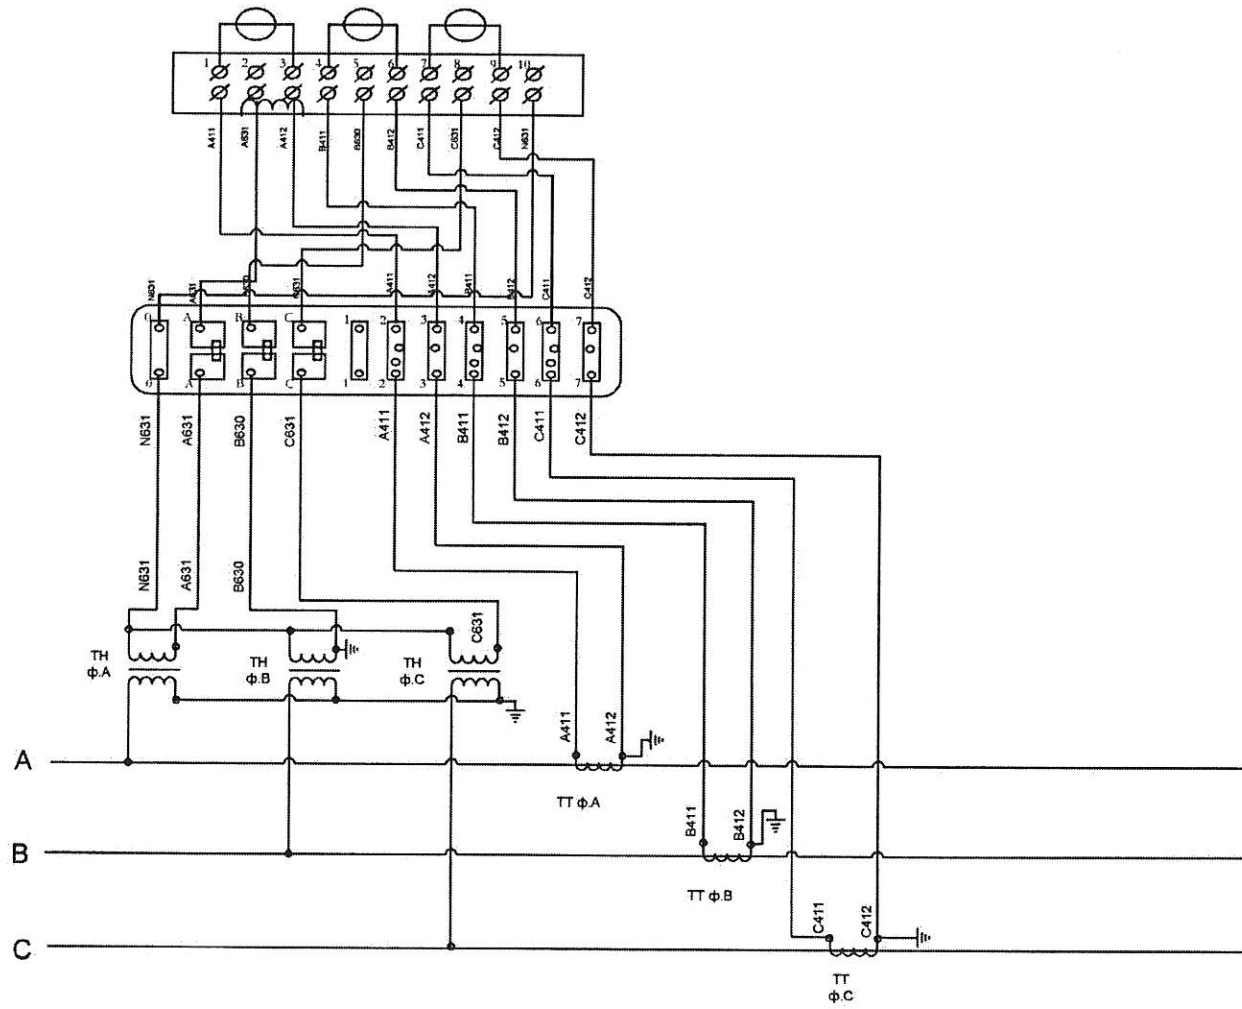 1 2 3 4 5 6 7 8 9 10
A411 A631 A412 B411 B630 B412 C411 C631 C412 N631
N631 A631 B630 A411 A412 B411 B412 C411 C412
0 A B C 1 2 3 4 5 6 7
0 A B C 1 2 3 4 5 6 7
N631 A631 B630 C631 A411 A412 B411 B412 C411 C412
N631 A631 B630 C631
ТН
ф.А
ТН
ф.В
ТН
ф.С
A411 A412
A
ТТ ф.А
B411 B412
B
ТТ ф.В
C411 C412
C
ТТ
ф.С